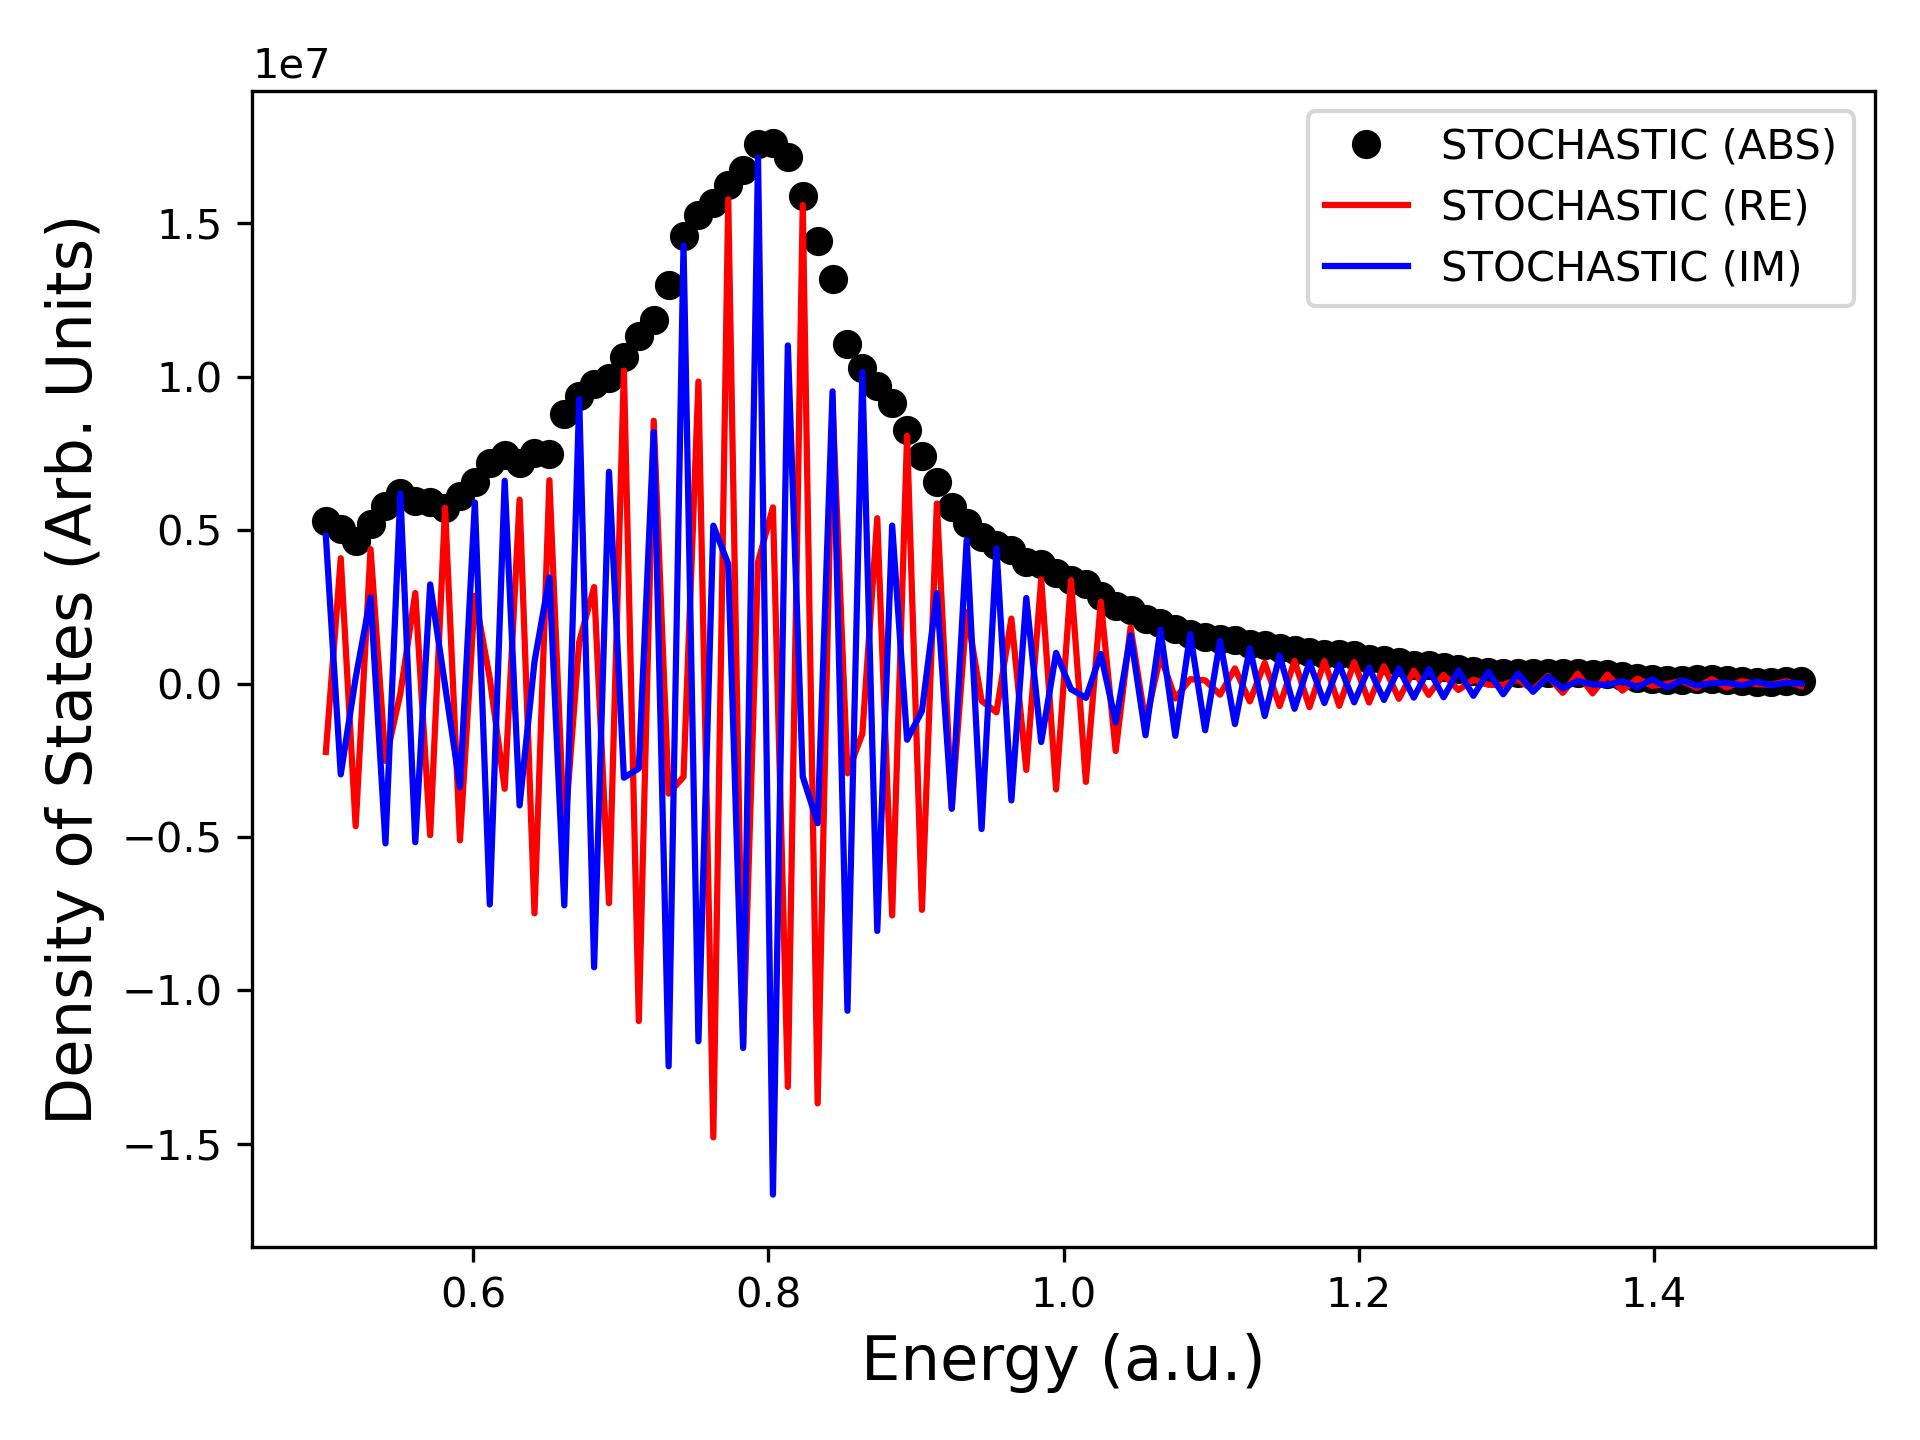 1e7
STOCHASTIC (ABS)
STOCHASTIC (RE)
STOCHASTIC (IM)
Density of States (Arb. Units)
1.5
1.0
0.5
0.0
−0.5
−1.0
−1.5
0.6 0.8 1.0 1.2 1.4
Energy (a.u.)